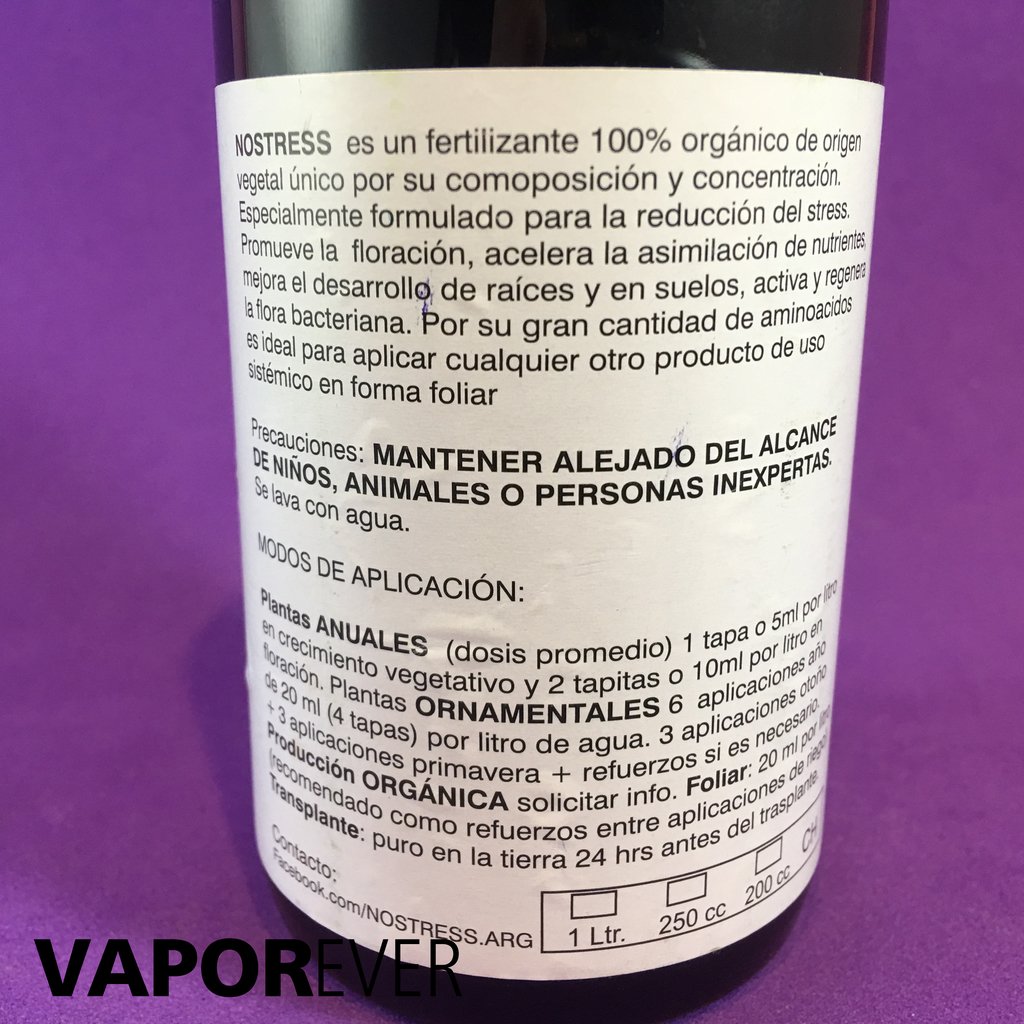 NOSTRESS es un fertilizante 100% orgánico de origen
vegetal único por su comoposición y concentración.
Especialmente formulado para la reducción del stress.
Promueve la floración, acelera la asimilación de nutrientes,
mejora el desarrollo de raíces y en suelos, activa y regenera
la flora bacteriana. Por su gran cantidad de aminoacidos
es ideal para aplicar cualquier otro producto de uso
sistémico en forma foliar
Precauciones: MANTENER ALEJADO DEL ALCANCE
DE NIÑOS, ANIMALES O PERSONAS INEXPERTAS.
Se lava con agua.
MODOS DE APLICACIÓN:
Plantas ANUALES (dosis promedio) 1 tapa o 5ml por litro
en crecimiento vegetativo y 2 tapitas o 10ml por litro en
floración. Plantas ORNAMENTALES 6 aplicaciones año
de 20 ml (4 tapas) por litro de agua. 3 aplicaciones otoño
+ 3 aplicaciones primavera + refuerzos si es necesario.
Producción ORGÁNICA solicitar info. Foliar: 20 ml por litro
(recomendado como refuerzos entre aplicaciones de riego)
Transplante: puro en la tierra 24 hrs antes del trasplante.
Contacto:
Facebook.com/NOSTRESS.ARG
1 Ltr. 250 cc 200 cc CH
VAPOREVER